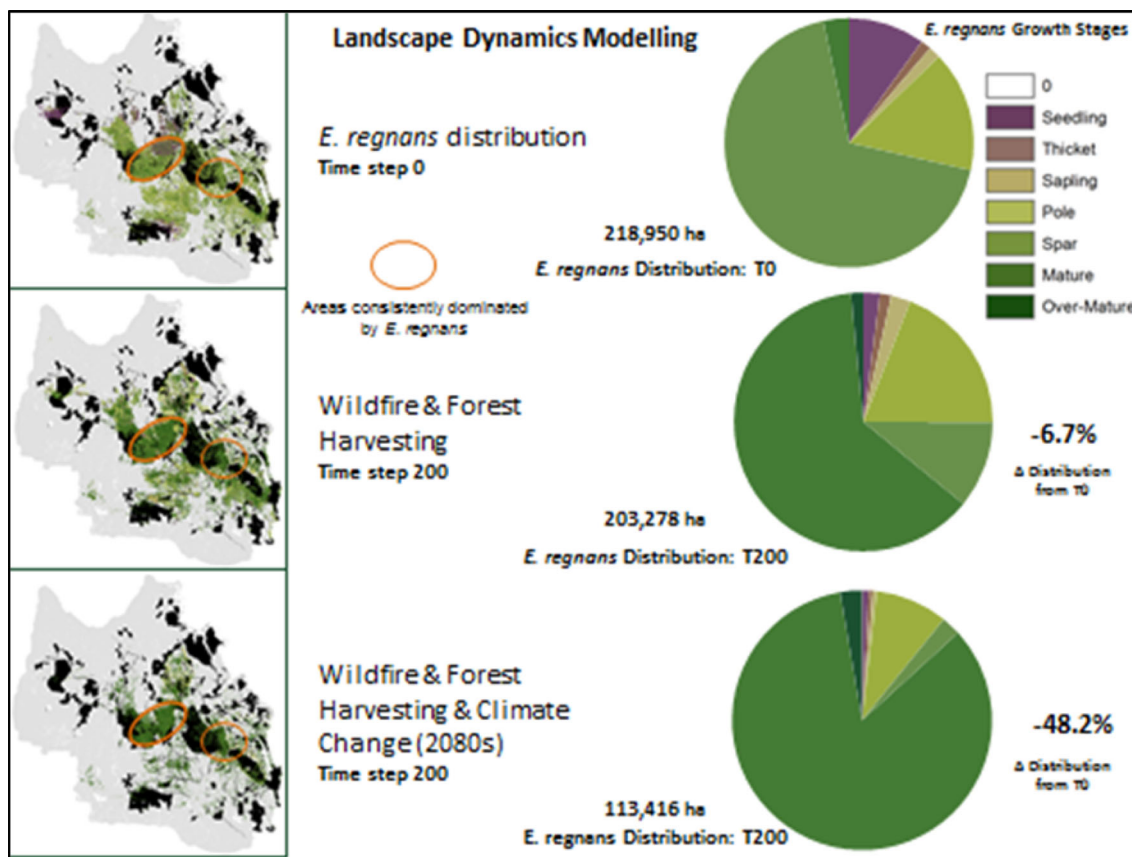 Landscape Dynamics Modelling
E. regnans Growth Stages
0
Seedling
Thicket
Sapling
Pole
Spar
Mature
Over-Mature
E. regnans distribution
Time step 0
218,950 ha
E. regnans Distribution: T0
Areas consistently dominated
by E. regnans
Wildfire & Forest
Harvesting
Time step 200
-6.7%
Δ Distribution
from T0
203,278 ha
E. regnans Distribution: T200
Wildfire & Forest
Harvesting & Climate
Change (2080s)
Time step 200
-48.2%
Δ Distribution
from T0
113,416 ha
E. regnans Distribution: T200